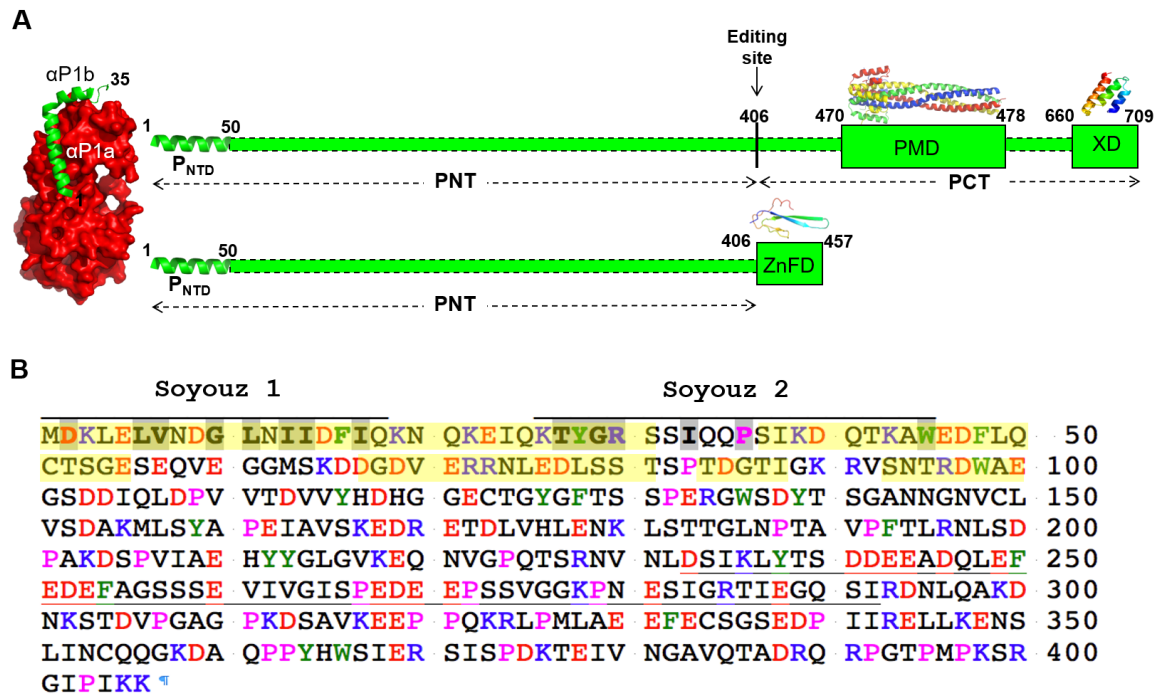 A
Editing
site
αP1b 35
αP1a
1
1 50 406 470 478 660 709
PNTD PMD XD
PNT PCT
1 50 406 457
PNTD ZnFD
PNT
B
Soyouz 1 Soyouz 2
MDKLELVNDG LNIIDFIQKN QKEIQKTYGR SSIQQPSIKD QTKAWEDFLQ 50
CTSGESEQVE GGMSKDDGDV ERRNLEDLSS TSPTDGTIGK RVSNTRDWAE 100
GSDDIQLDPV VTDVVYHDHG GECTGYGFTS SPERGWSDYT SGANNGNVCL 150
VSDAKMLSYA PEIAVSKEDR ETDLVHLENK LSTTGLNPTA VPFTLRNLSD 200
PAKDSPVIAE HYYGLGVKEQ NVGPQTSRNV NLDSIKLYTS DDEEADQLEF 250
EDEFAGSSSE VIVGISPEDE EPSSVGGKPN ESIGRTIEGQ SIRDNLQAKD 300
NKSTDVPGAG PKDSAVKEEP PQKRLPMLAE EFECSGSEDP IIRELLKENS 350
LINCQQGKDA QPPYHWSIER SISPDKTEIV NGAVQTADRQ RPGTPMPKSR 400
GIPIKK ¶